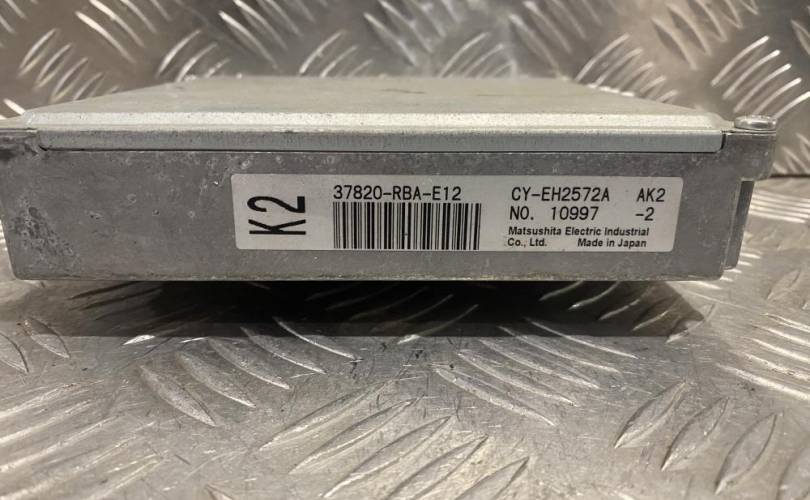 K2
37820-RBA-E12
CY-EH2572A AK2
NO. 10997 -2
Matsushita Electric Industrial
Co., Ltd. Made in Japan